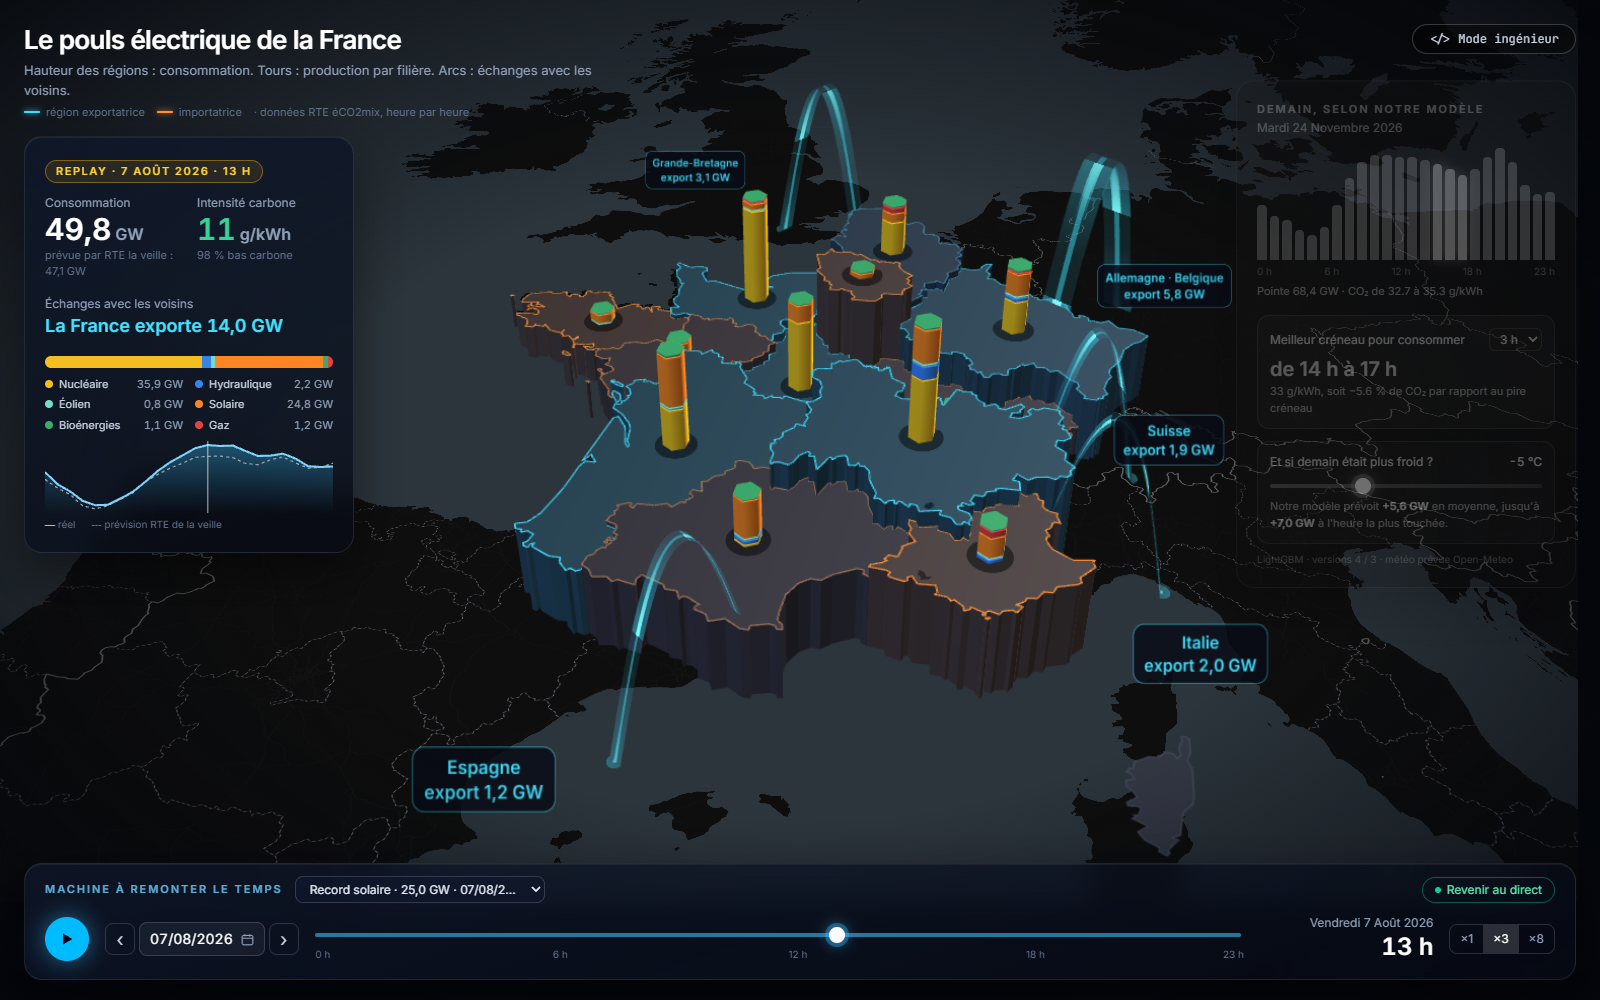 Le pouls électrique de la France
Hauteur des régions : consommation. Tours : production par filière. Arcs : échanges avec les
voisins.
région exportatrice importatrice · données RTE éCO2mix, heure par heure
</> Mode ingénieur
REPLAY · 7 AOÛT 2026 · 13 H
Consommation
49,8 GW
prévue par RTE la veille :
47,1 GW
Intensité carbone
11 g/kWh
98 % bas carbone
Échanges avec les voisins
La France exporte 14,0 GW
Nucléaire 35,9 GW Hydraulique 2,2 GW
Éolien 0,8 GW Solaire 24,8 GW
Bioénergies 1,1 GW Gaz 1,2 GW
— réel — prévision RTE de la veille
Grande-Bretagne
export 3,1 GW
Allemagne · Belgique
export 5,8 GW
Suisse
export 1,9 GW
Italie
export 2,0 GW
Espagne
export 1,2 GW
DEMAIN, SELON NOTRE MODÈLE
Mardi 24 Novembre 2026
0 h 6 h 12 h 18 h 23 h
Pointe 68,4 GW · CO₂ de 32.7 à 35.3 g/kWh
Meilleur créneau pour consommer 3 h
de 14 h à 17 h
33 g/kWh, soit −5.6 % de CO₂ par rapport au pire
créneau
Et si demain était plus froid ? −5 °C
Notre modèle prévoit +5,6 GW en moyenne, jusqu'à
+7,0 GW à l'heure la plus touchée.
LightGBM · versions 4 / 3 · météo prévue Open-Meteo
MACHINE À REMONTER LE TEMPS
Record solaire · 25,0 GW · 07/08/2...
Revenir au direct
‹ 07/08/2026 ›
0 h 6 h 12 h 18 h 23 h
Vendredi 7 Août 2026
13 h
×1 ×3 ×8